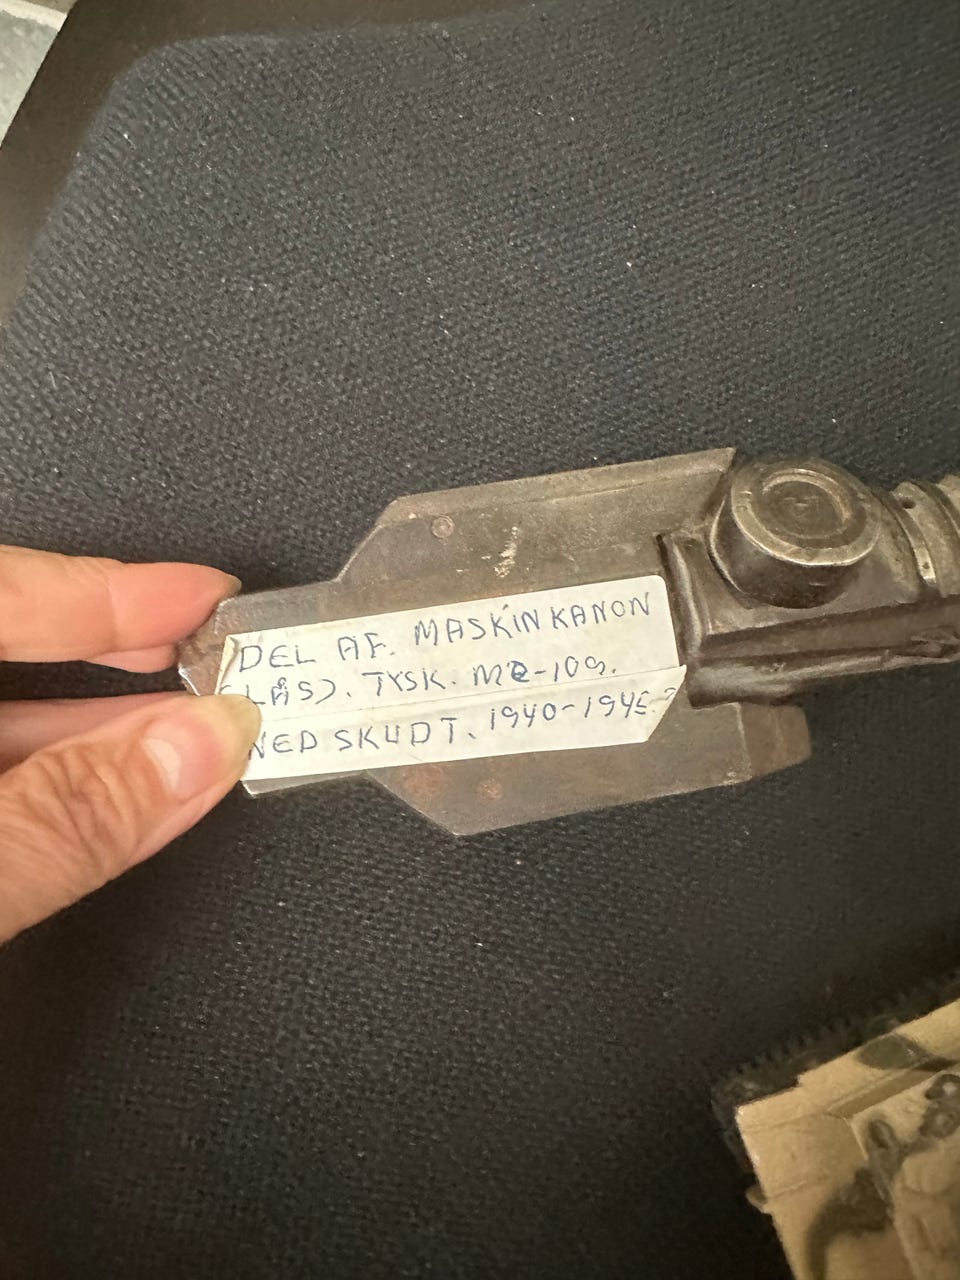 DEL AF. MASKINKANON
(LÅS). TYSK. ME-109.
NED SKUDT. 1940-1945?